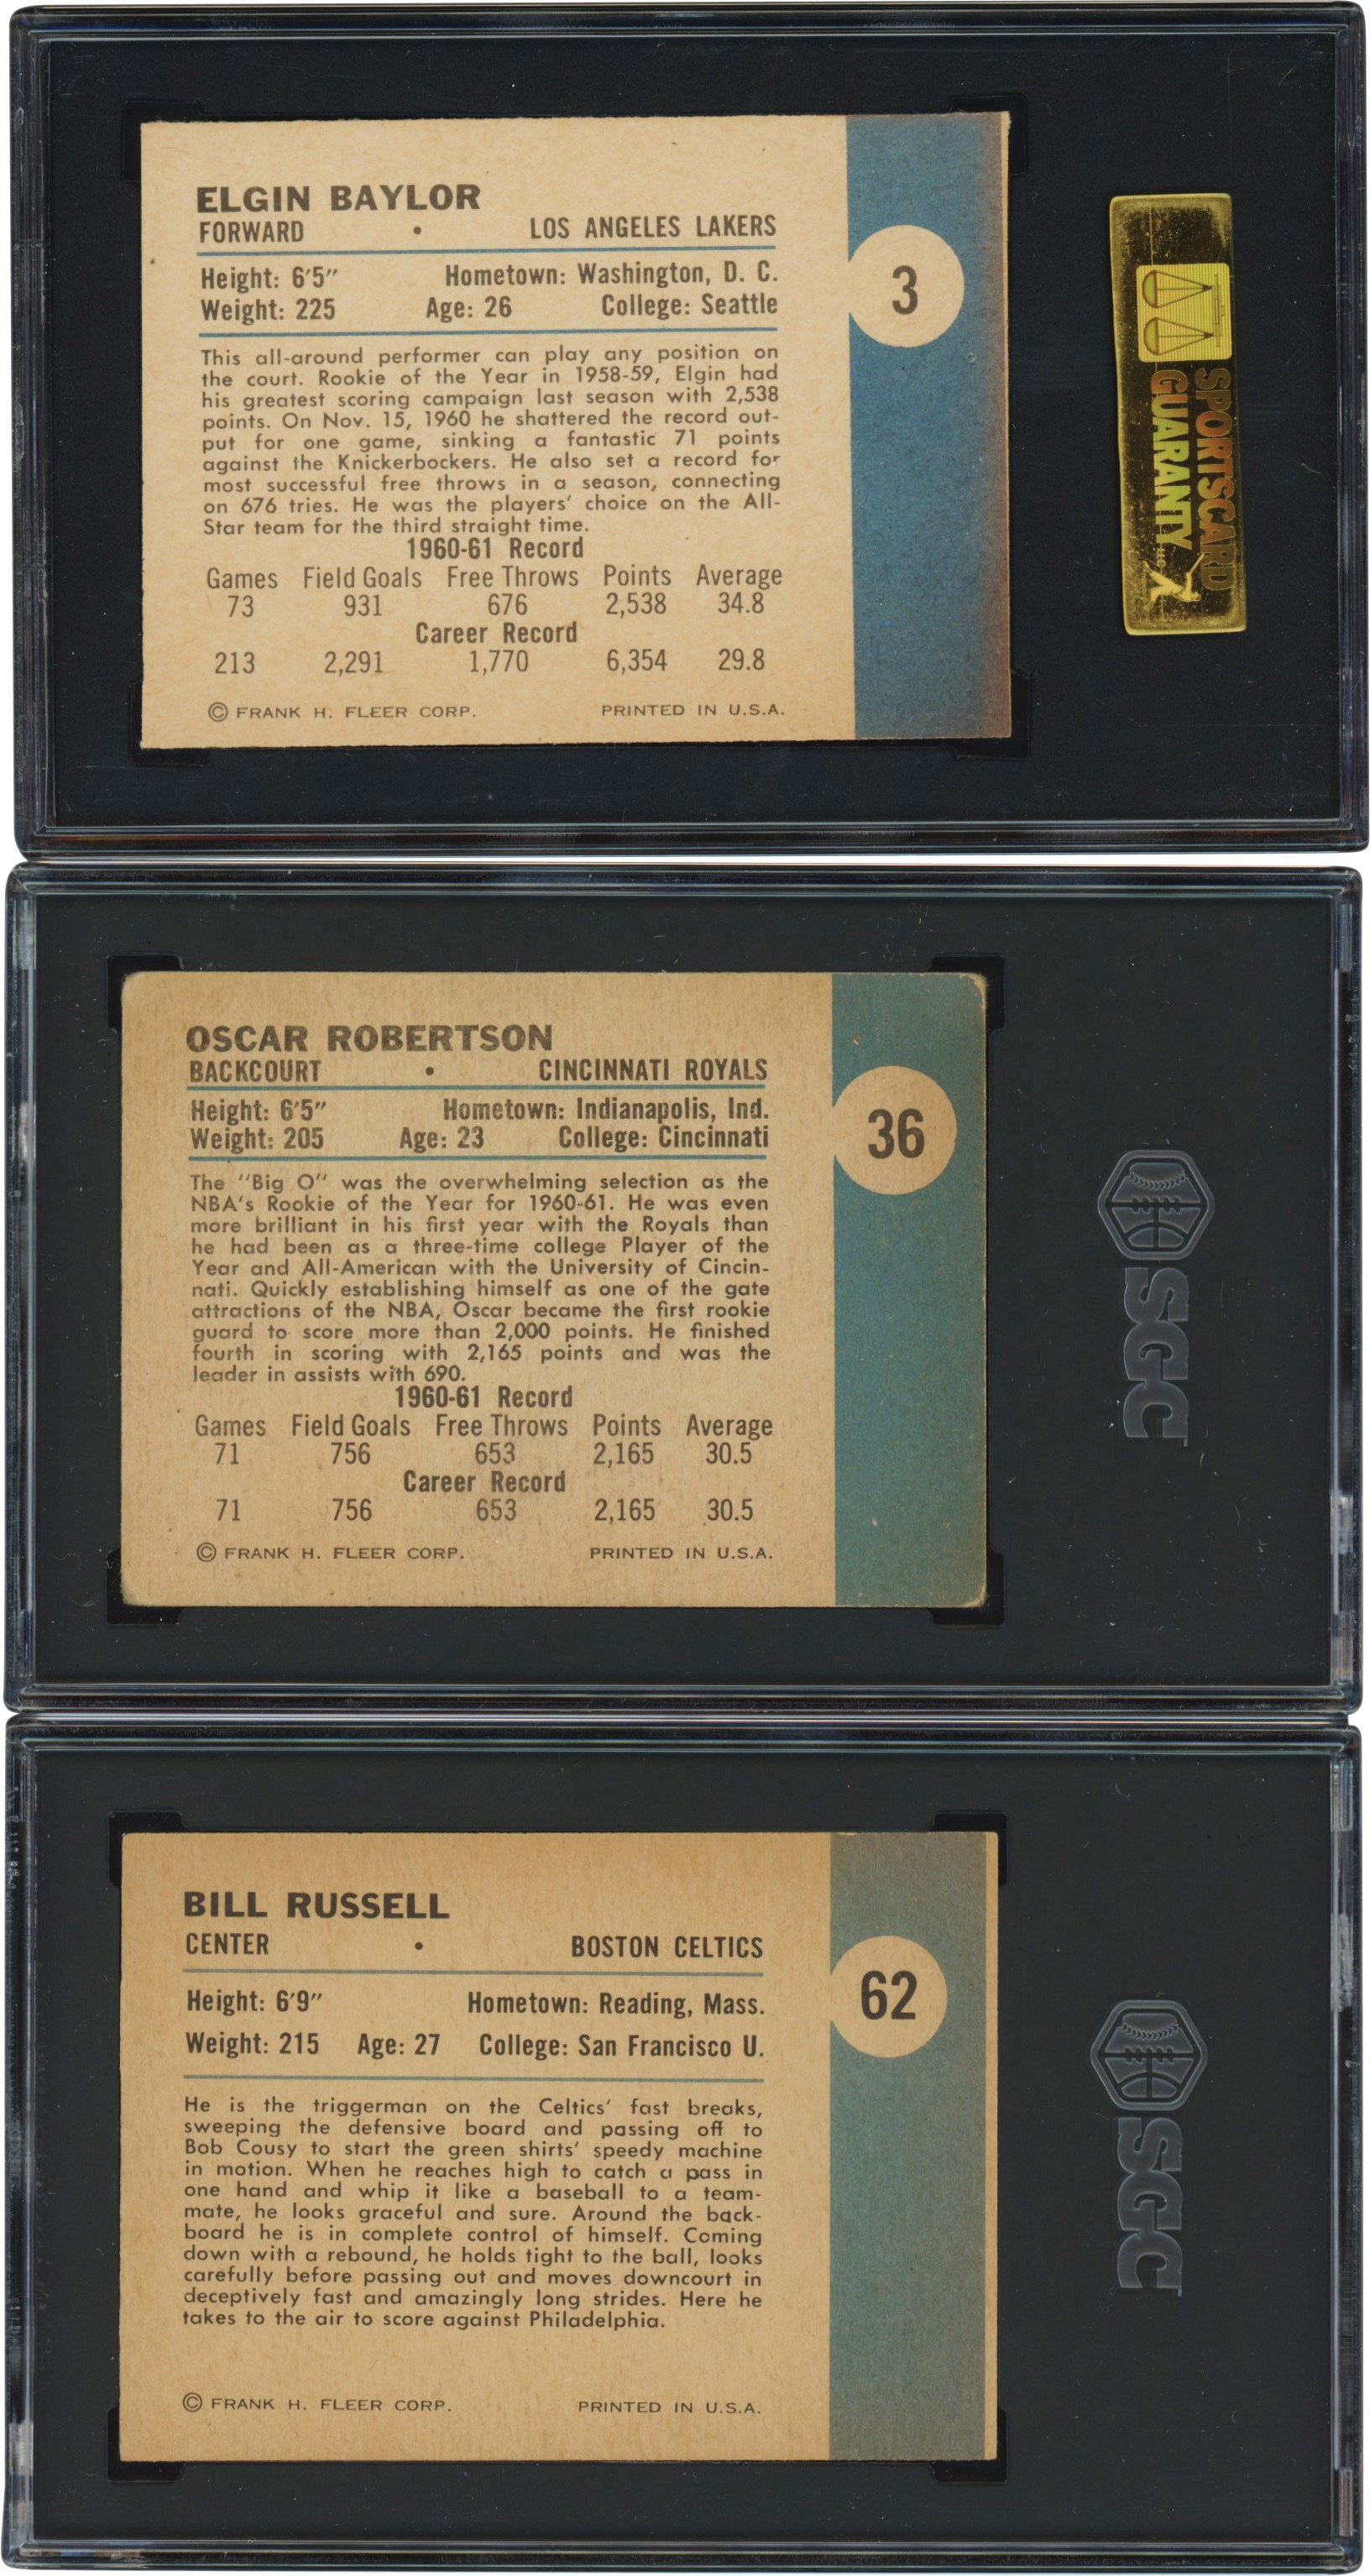 ELGIN BAYLOR
FORWARD • LOS ANGELES LAKERS
Height: 6'5" Hometown: Washington, D. C.
Weight: 225 Age: 26 College: Seattle
3
This all-around performer can play any position on
the court. Rookie of the Year in 1958-59, Elgin had
his greatest scoring campaign last season with 2,538
points. On Nov. 15, 1960 he shattered the record out-
put for one game, sinking a fantastic 71 points
against the Knickerbockers. He also set a record for
most successful free throws in a season, connecting
on 676 tries. He was the players' choice on the All-
Star team for the third straight time.
1960-61 Record
Games Field Goals Free Throws Points Average
73 931 676 2,538 34.8
Career Record
213 2,291 1,770 6,354 29.8
© FRANK H. FLEER CORP. PRINTED IN U.S.A.
SPORTSCARD
GUARANTY
OSCAR ROBERTSON
BACKCOURT • CINCINNATI ROYALS
Height: 6'5" Hometown: Indianapolis, Ind.
Weight: 205 Age: 23 College: Cincinnati
36
The "Big O" was the overwhelming selection as the
NBA's Rookie of the Year for 1960-61. He was even
more brilliant in his first year with the Royals than
he had been as a three-time college Player of the
Year and All-American with the University of Cincin-
nati. Quickly establishing himself as one of the gate
attractions of the NBA, Oscar became the first rookie
guard to score more than 2,000 points. He finished
fourth in scoring with 2,165 points and was the
leader in assists with 690.
1960-61 Record
Games Field Goals Free Throws Points Average
71 756 653 2,165 30.5
Career Record
71 756 653 2,165 30.5
© FRANK H. FLEER CORP. PRINTED IN U.S.A.
SGC
BILL RUSSELL
CENTER • BOSTON CELTICS
Height: 6'9" Hometown: Reading, Mass.
Weight: 215 Age: 27 College: San Francisco U.
62
He is the triggerman on the Celtics' fast breaks,
sweeping the defensive board and passing off to
Bob Cousy to start the green shirts' speedy machine
in motion. When he reaches high to catch a pass in
one hand and whip it like a baseball to a team-
mate, he looks graceful and sure. Around the back-
board he is in complete control of himself. Coming
down with a rebound, he holds tight to the ball, looks
carefully before passing out and moves downcourt in
deceptively fast and amazingly long strides. Here he
takes to the air to score against Philadelphia.
© FRANK H. FLEER CORP. PRINTED IN U.S.A.
SGC